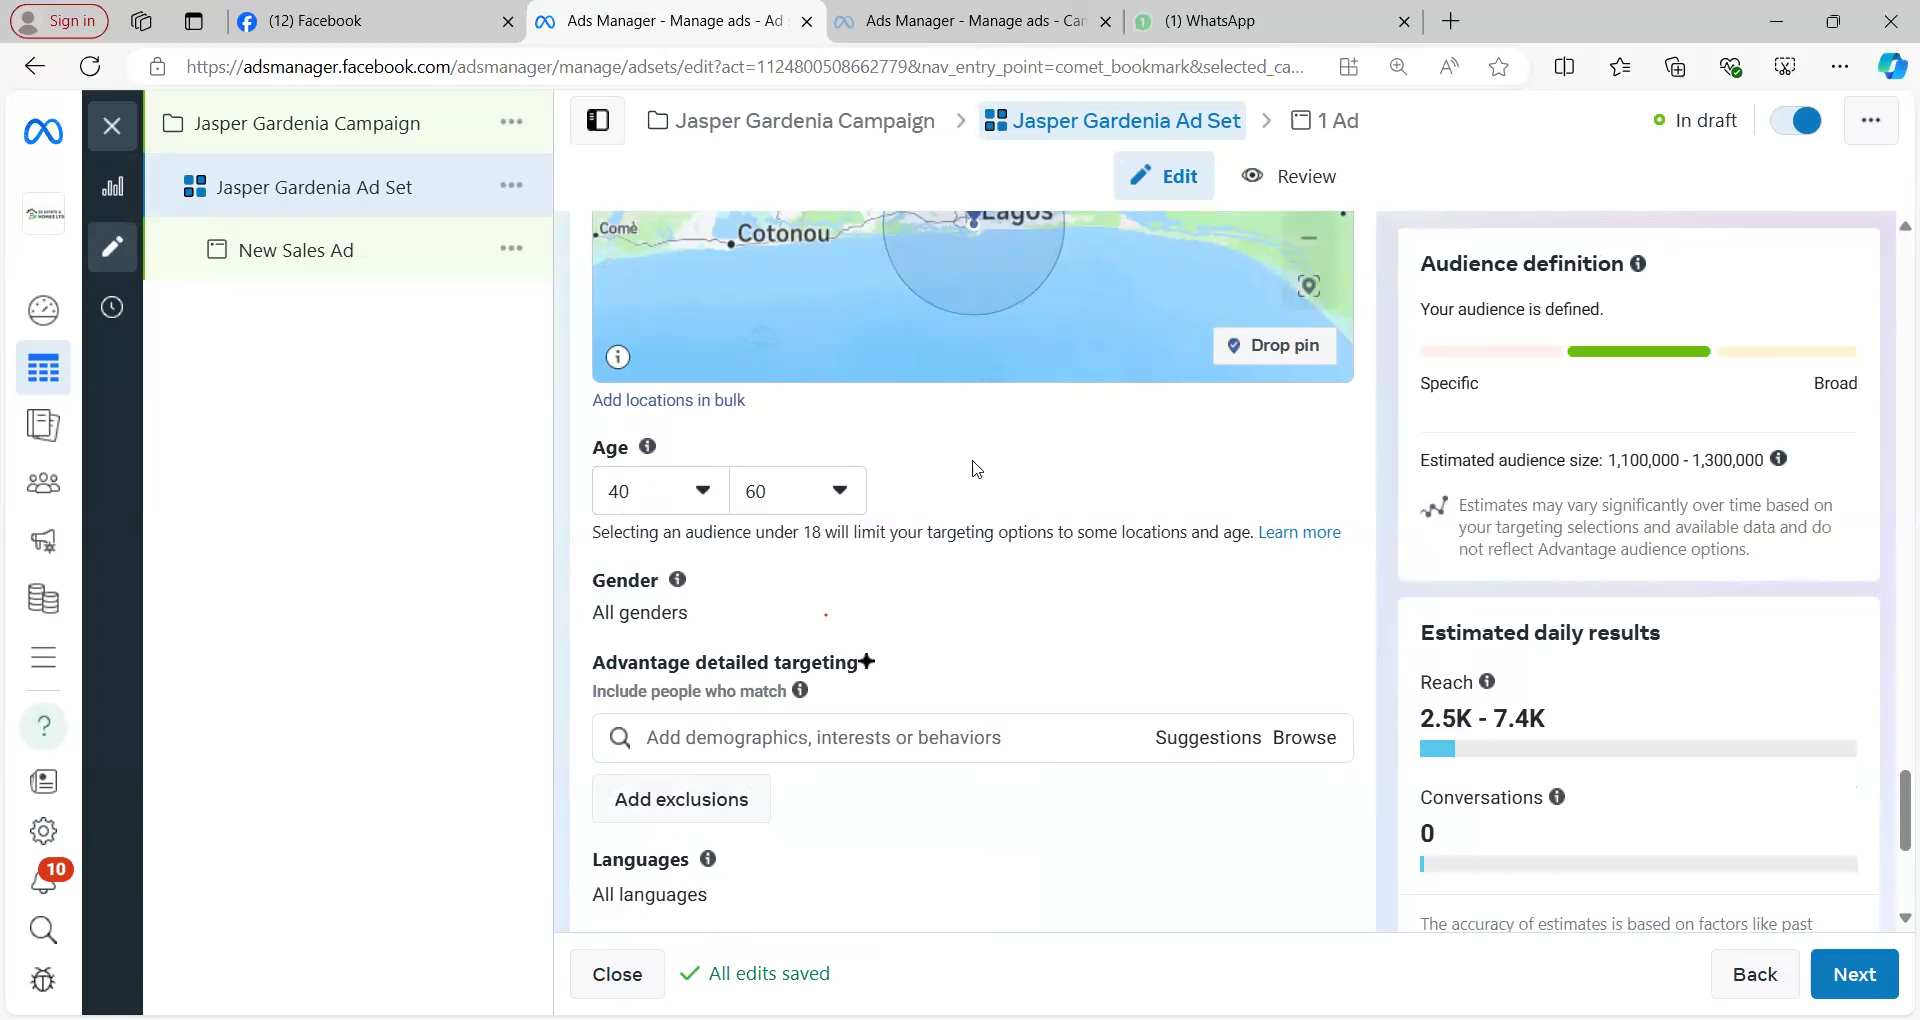 Sign in
(12) Facebook
Ads Manager - Manage ads - Ad
Ads Manager - Manage ads - Can
(1) WhatsApp
https://adsmanager.facebook.com/adsmanager/manage/adsets/edit?act=1124800508662779&nav_entry_point=comet_bookmark&selected_ca...
Jasper Gardenia Campaign
Jasper Gardenia Ad Set
New Sales Ad
10
Jasper Gardenia Campaign
Jasper Gardenia Ad Set
1 Ad
In draft
Edit
Review
Comè
Cotonou
Lagos
Drop pin
Add locations in bulk
Age
40
60
Selecting an audience under 18 will limit your targeting options to some locations and age. Learn more
Gender
All genders
Advantage detailed targeting
Include people who match
Add demographics, interests or behaviors
Suggestions
Browse
Add exclusions
Languages
All languages
Audience definition
Your audience is defined.
Specific
Broad
Estimated audience size: 1,100,000 - 1,300,000
Estimates may vary significantly over time based on
your targeting selections and available data and do
not reflect Advantage audience options.
Estimated daily results
Reach
2.5K - 7.4K
Conversations
0
The accuracy of estimates is based on factors like past
Close
All edits saved
Back
Next